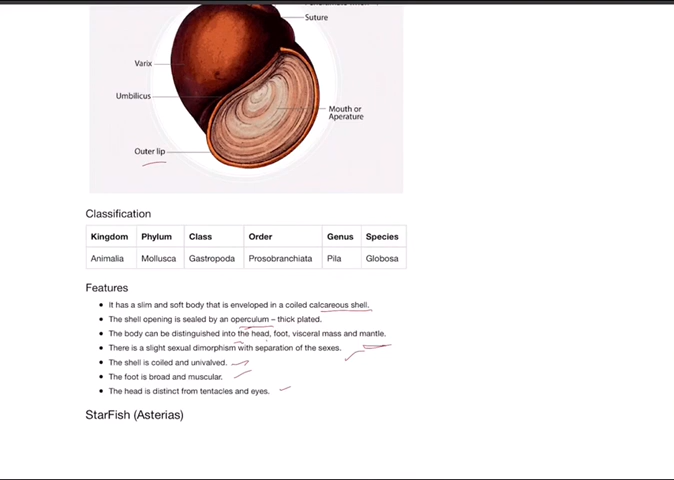 Suture
Varix
Umbilicus
Mouth or
Aperature
Outer lip
Classification
Kingdom Phylum Class Order Genus Species
Animalia Mollusca Gastropoda Prosobranchiata Pila Globosa
Features
• It has a slim and soft body that is enveloped in a coiled calcareous shell.
• The shell opening is sealed by an operculum – thick plated.
• The body can be distinguished into the head, foot, visceral mass and mantle.
• There is a slight sexual dimorphism with separation of the sexes.
• The shell is coiled and univalved.
• The foot is broad and muscular.
• The head is distinct from tentacles and eyes.
StarFish (Asterias)